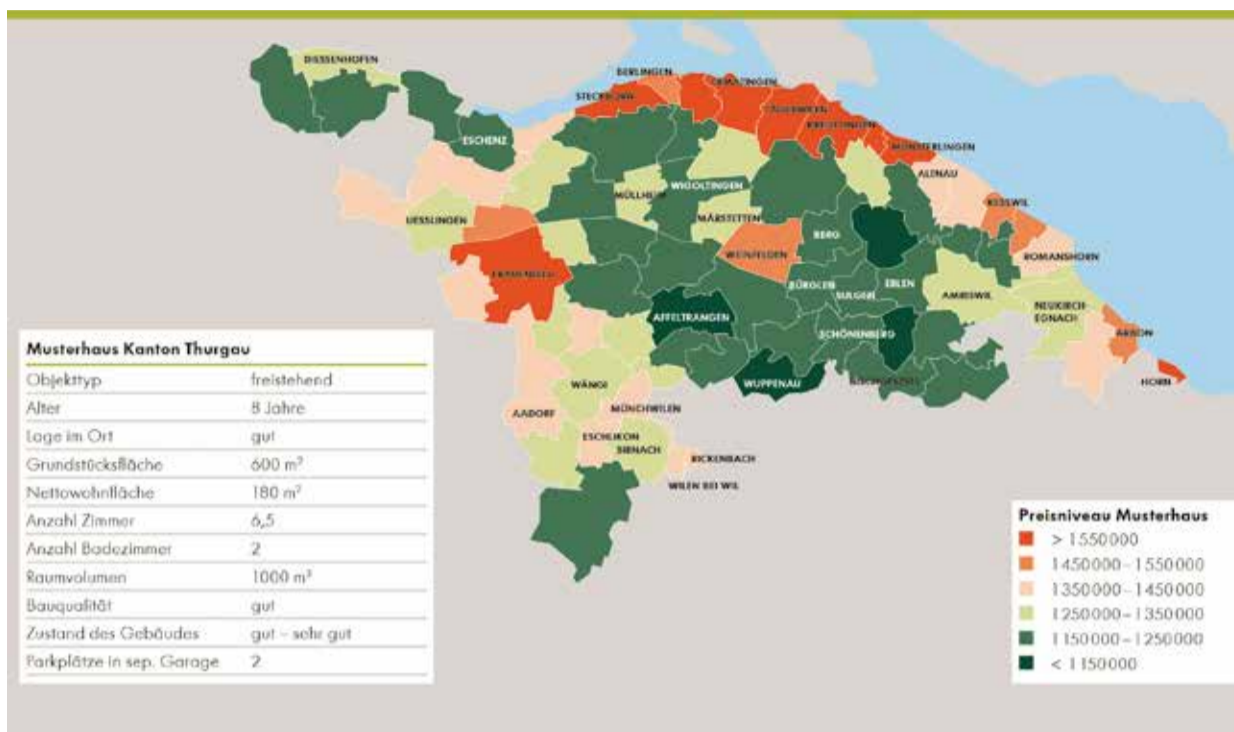 DIESSENHOFEN
BERLINGEN
ERMATINGEN
STECKBORN
TÄGERWILEN
KREUZLINGEN
ESCHENZ
MÜNSTERLINGEN
ALTNAU
MÜLLHEIM
WIGOLTINGEN
KESSWIL
UESSLINGEN
MÄRSTETTEN
BERG
WEINFELDEN
ROMANSHORN
FRAUENFELD
BÜRGLEN
SULGEN
ERLEN
AMRISWIL
NEUKIRCH-
EGNACH
AFFELTRANGEN
SCHÖNENBERG
ARBON
WÄNGI
WUPPENAU
BISCHOFSZELL
HORN
AADORF
MÜNCHWILEN
ESCHLIKON
SIRNACH
RICKENBACH
WILEN BEI WIL
Musterhaus Kanton Thurgau
Objekttyp freistehend
Alter 8 Jahre
Lage im Ort gut
Grundstücksfläche 600 m²
Nettowohnfläche 180 m²
Anzahl Zimmer 6,5
Anzahl Badezimmer 2
Raumvolumen 1000 m³
Bauqualität gut
Zustand des Gebäudes gut – sehr gut
Parkplätze in sep. Garage 2
Preisniveau Musterhaus
> 1550000
1450000–1550000
1350000–1450000
1250000–1350000
1150000–1250000
< 1150000